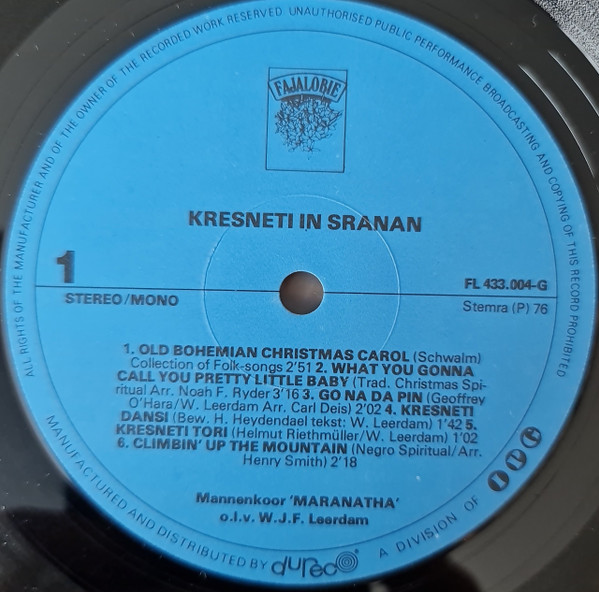 ALL RIGHTS OF THE MANUFACTURER AND OF THE OWNER OF THE RECORDED WORK RESERVED UNAUTHORISED PUBLIC PERFORMANCE BROADCASTING AND COPYING OF THIS RECORD PROHIBITED
FAJALOBIE
KRESNETI IN SRANAN
1
FL 433.004-G
STEREO/MONO
Stemra (P) 76
1. OLD BOHEMIAN CHRISTMAS CAROL (Schwalm)
Collection of Folk-songs 2'51 2. WHAT YOU GONNA
CALL YOU PRETTY LITTLE BABY (Trad. Christmas Spi-
ritual Arr. Noah F. Ryder 3'16 3. GO NA DA PIN (Geoffrey
O'Hara/W. Leerdam Arr. Carl Deis) 2'02 4. KRESNETI
DANSI (Bew. H. Heydendael tekst: W. Leerdam) 1'42 5.
KRESNETI TORI (Helmut Riethmüller/W. Leerdam) 1'02
6. CLIMBIN' UP THE MOUNTAIN (Negro Spiritual/Arr.
Henry Smith) 2'18
Mannenkoor 'MARANATHA'
o.l.v. W.J.F. Leerdam
MANUFACTURED AND DISTRIBUTED BY dureco A DIVISION OF